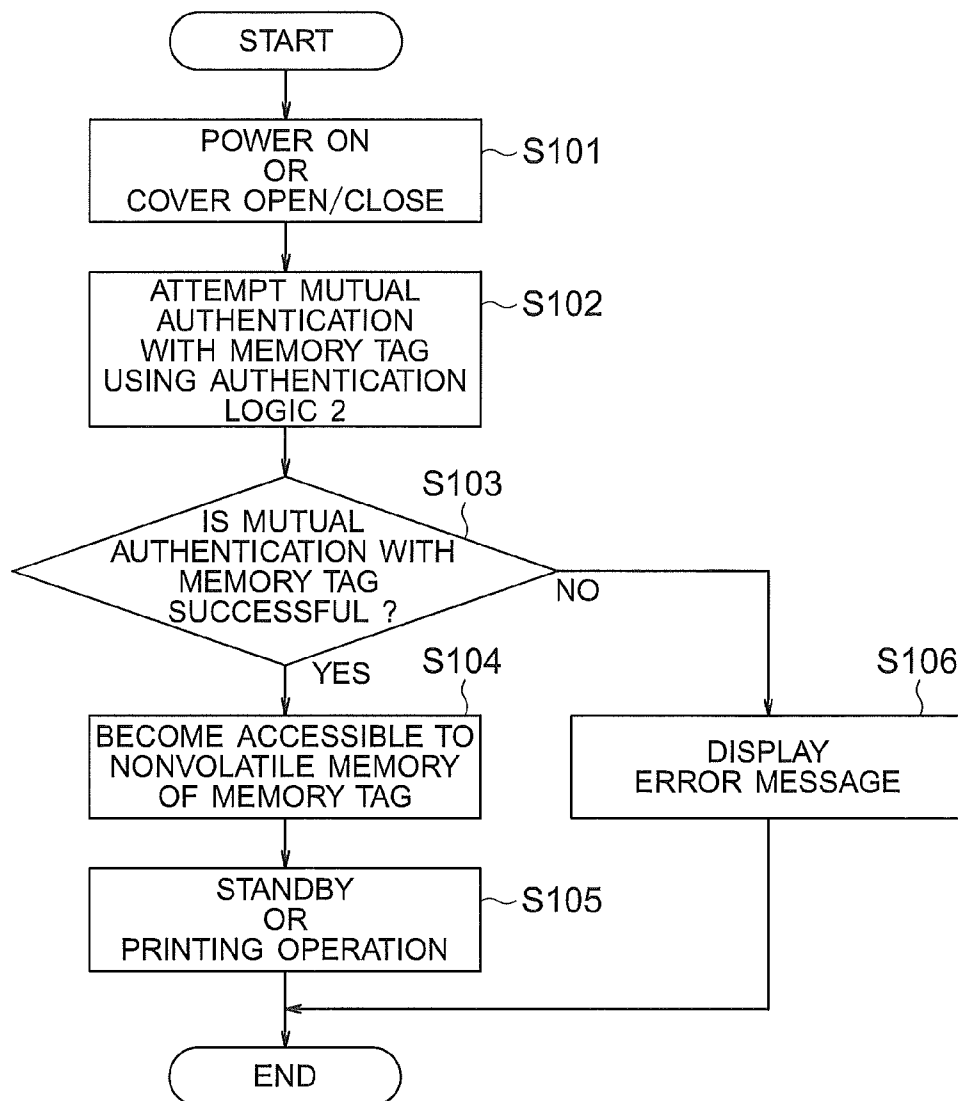 START
POWER ON
OR
COVER OPEN/CLOSE
S101
ATTEMPT MUTUAL
AUTHENTICATION
WITH MEMORY TAG
USING AUTHENTICATION
LOGIC 2
S102
S103
IS MUTUAL
AUTHENTICATION WITH
MEMORY TAG
SUCCESSFUL ?
NO
YES
S104
BECOME ACCESSIBLE TO
NONVOLATILE MEMORY
OF MEMORY TAG
S106
DISPLAY
ERROR MESSAGE
STANDBY
OR
PRINTING OPERATION
S105
END